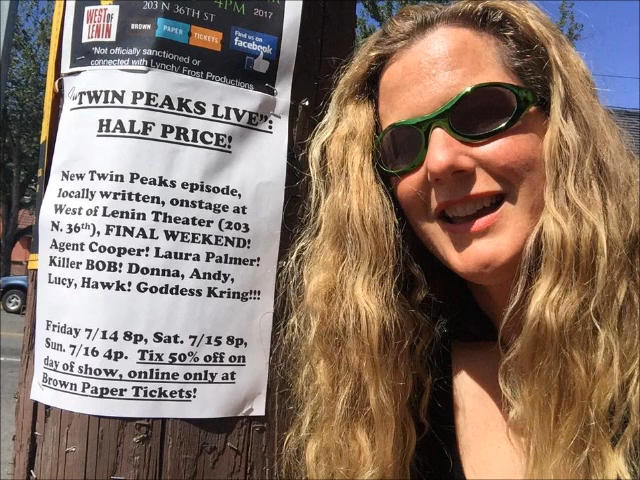 4PM
203 N 36TH ST 2017
WEST OF LENIN
BROWN PAPER TICKETS
Find us on
facebook
*Not officially sanctioned or
connected with Lynch/ Frost Productions
"TWIN PEAKS LIVE":
HALF PRICE!
New Twin Peaks episode,
locally written, onstage at
West of Lenin Theater (203
N. 36th), FINAL WEEKEND!
Agent Cooper! Laura Palmer!
Killer BOB! Donna, Andy,
Lucy, Hawk! Goddess Kring!!!
Friday 7/14 8p, Sat. 7/15 8p,
Sun. 7/16 4p. Tix 50% off on
day of show, online only at
Brown Paper Tickets!